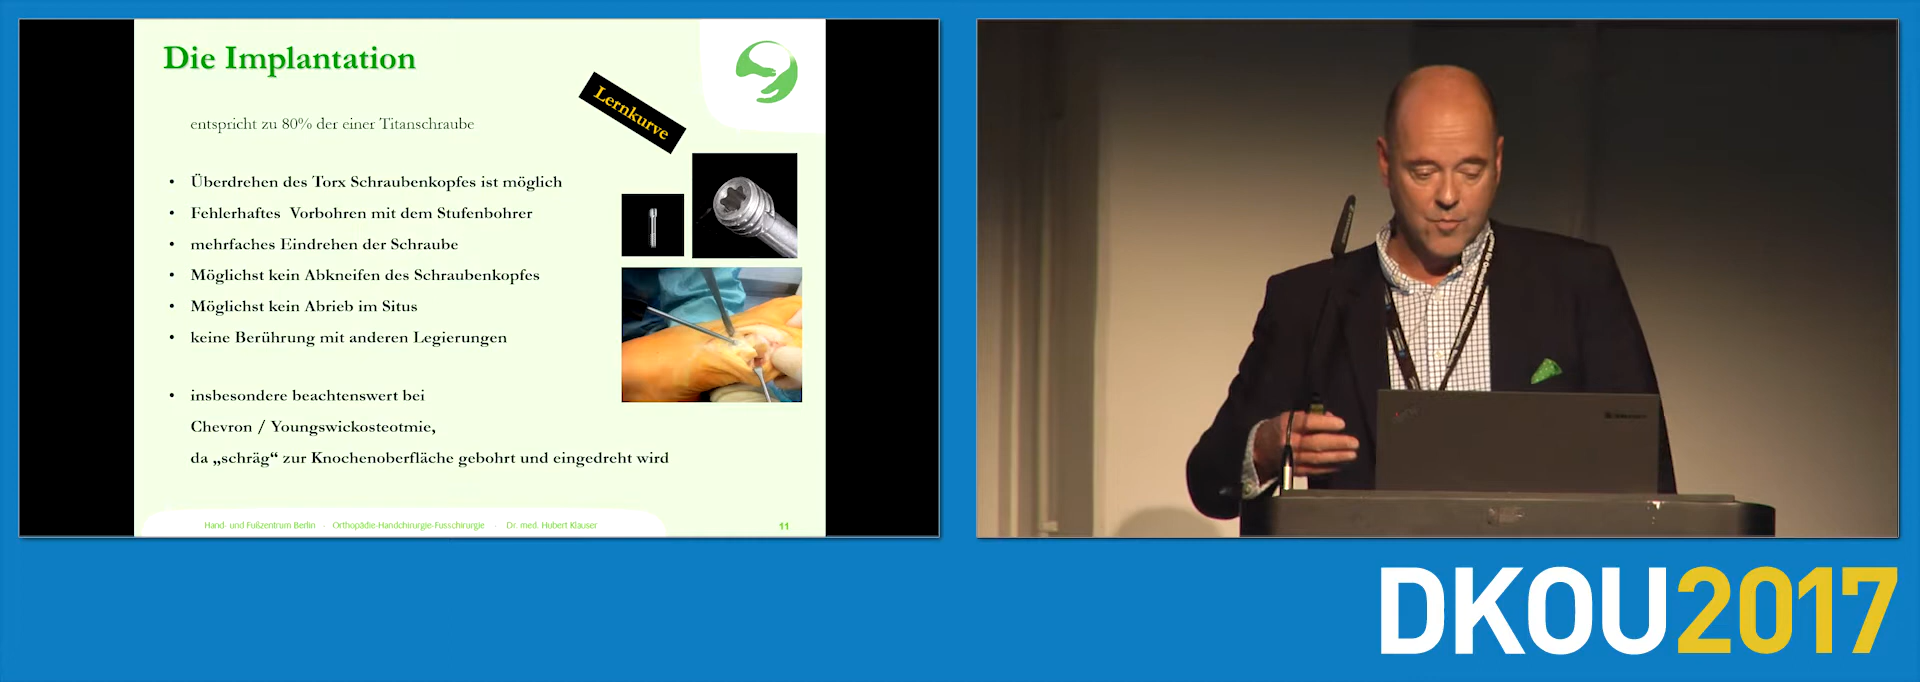 Die Implantation
Lernkurve
entspricht zu 80% der einer Titanschraube
• Überdrehen des Torx Schraubenkopfes ist möglich
• Fehlerhaftes Vorbohren mit dem Stufenbohrer
• mehrfaches Eindrehen der Schraube
• Möglichst kein Abkneifen des Schraubenkopfes
• Möglichst kein Abrieb im Situs
• keine Berührung mit anderen Legierungen
• insbesondere beachtenswert bei
Chevron / Youngswickosteotmie,
da „schräg“ zur Knochenoberfläche gebohrt und eingedreht wird
Hand- und Fußzentrum Berlin - Orthopädie-Handchirurgie-Fusschirurgie - Dr. med. Hubert Klauser
11
DKOU2017